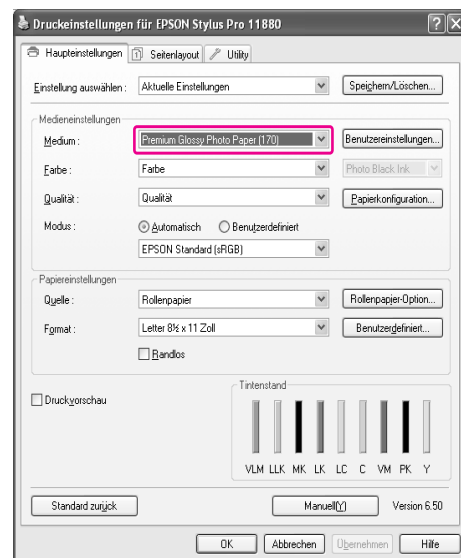 Druckeinstellungen für EPSON Stylus Pro 11880
Haupteinstellungen Seitenlayout Utility
Einstellung auswählen : Aktuelle Einstellungen Speichern/Löschen...
Medieneinstellungen
Medium : Premium Glossy Photo Paper (170) Benutzereinstellungen...
Farbe : Farbe Photo Black Ink
Qualität : Qualität Papierkonfiguration...
Modus : Automatisch Benutzerdefiniert
EPSON Standard (sRGB)
Papiereinstellungen
Quelle : Rollenpapier Rollenpapier-Option...
Format : Letter 8½ x 11 Zoll Benutzerdefiniert...
Randlos
Druckvorschau
Tintenstand
VLM LLK MK LK LC C VM PK Y
Standard zurück Manuell(Y) Version 6.50
OK Abbrechen Übernehmen Hilfe